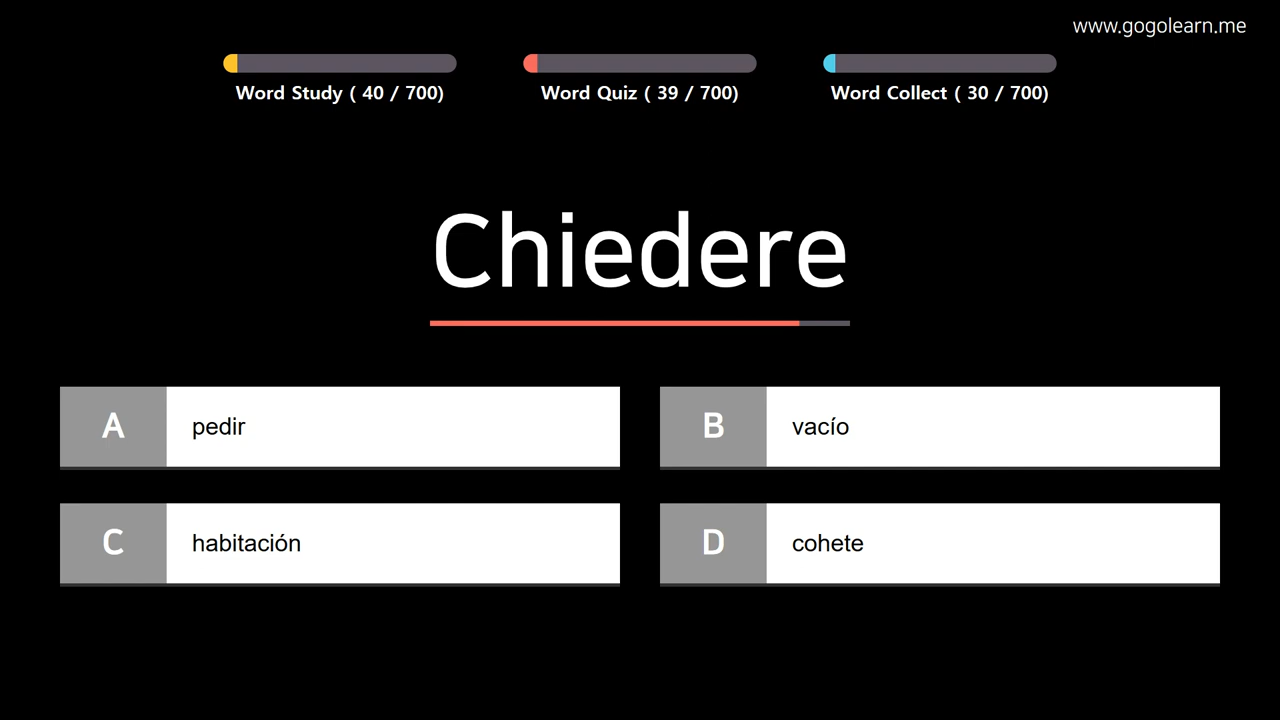 www.gogolearn.me
Word Study ( 40 / 700)
Word Quiz ( 39 / 700)
Word Collect ( 30 / 700)
Chiedere
A
pedir
B
vacío
C
habitación
D
cohete